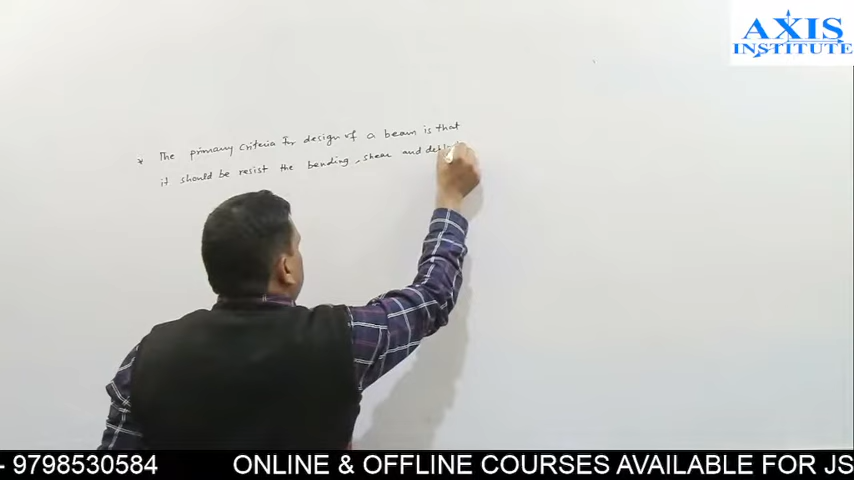 AXIS
INSTITUTE
* The primary criteria for design of a beam is that
it should be resist the bending, shear and
- 9798530584 ONLINE & OFFLINE COURSES AVAILABLE FOR JS